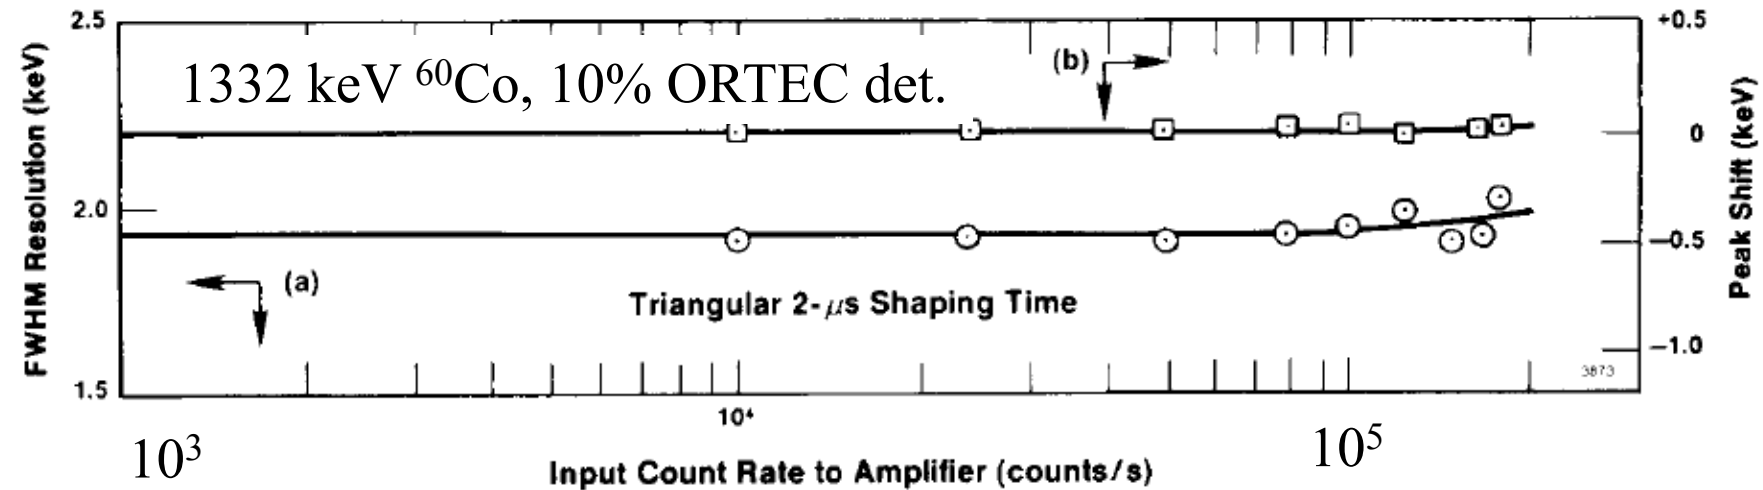 2.5
+0.5
(b)
1332 keV ⁶⁰Co, 10% ORTEC det.
FWHM Resolution (keV)
Peak Shift (keV)
0
2.0
−0.5
(a)
Triangular 2-μs Shaping Time
−1.0
3873
1.5
10⁴
10³
10⁵
Input Count Rate to Amplifier (counts/s)